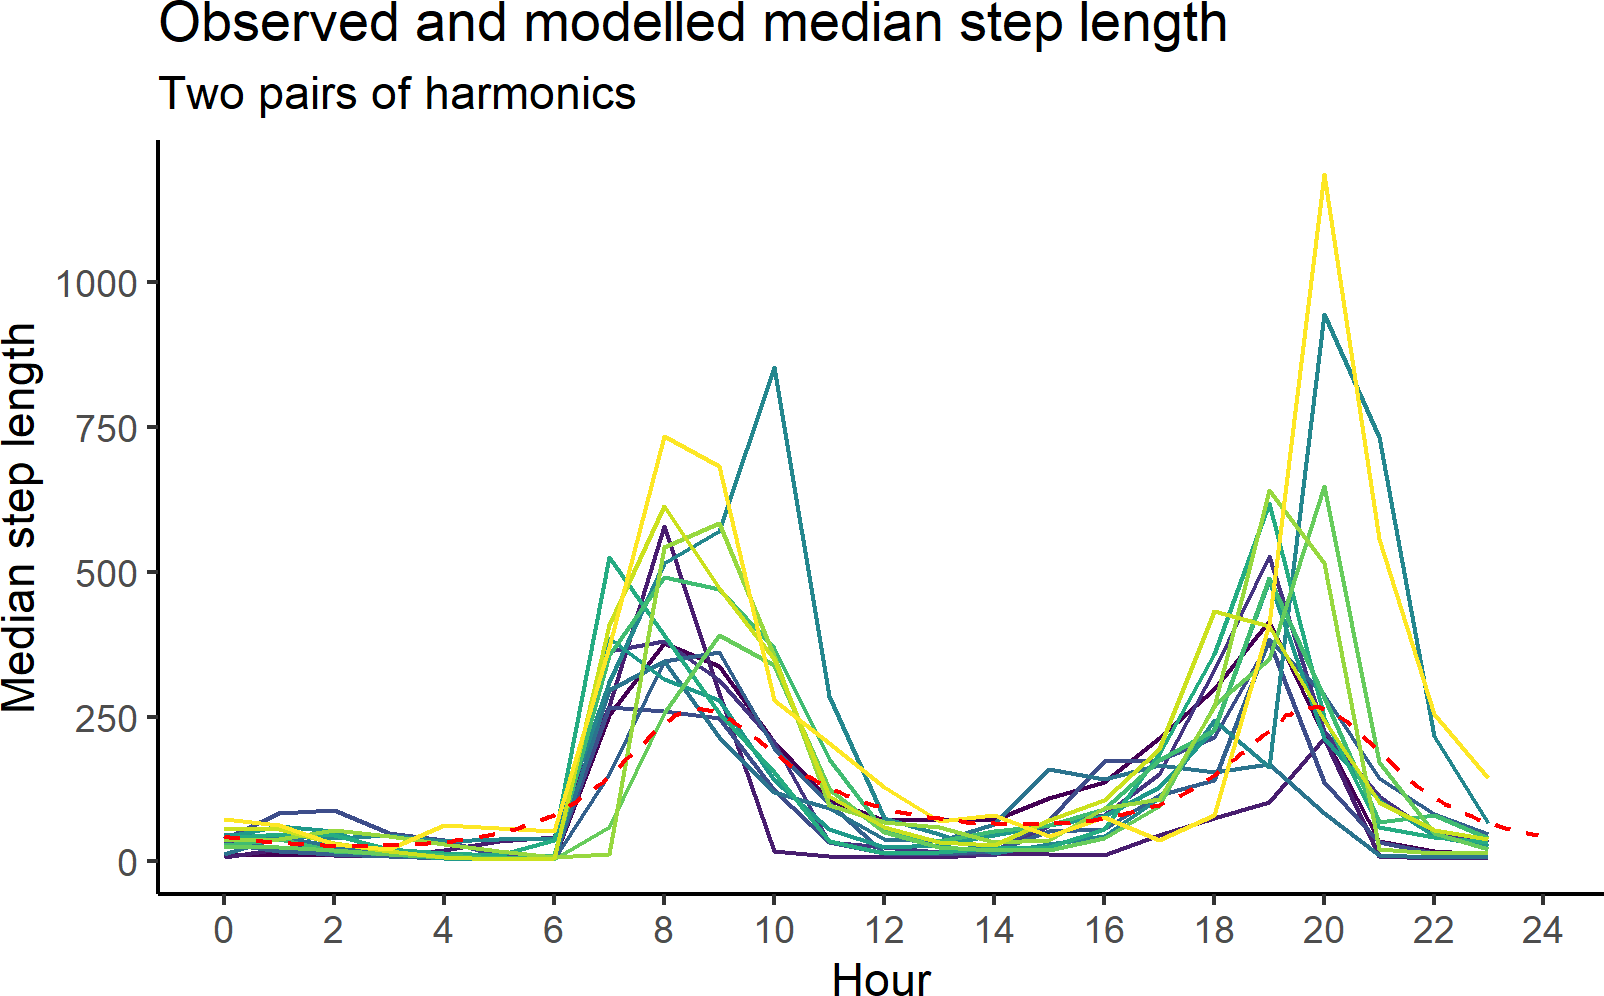 Observed and modelled median step length
Two pairs of harmonics
Median step length
1000
750
500
250
0
0 2 4 6 8 10 12 14 16 18 20 22 24
Hour